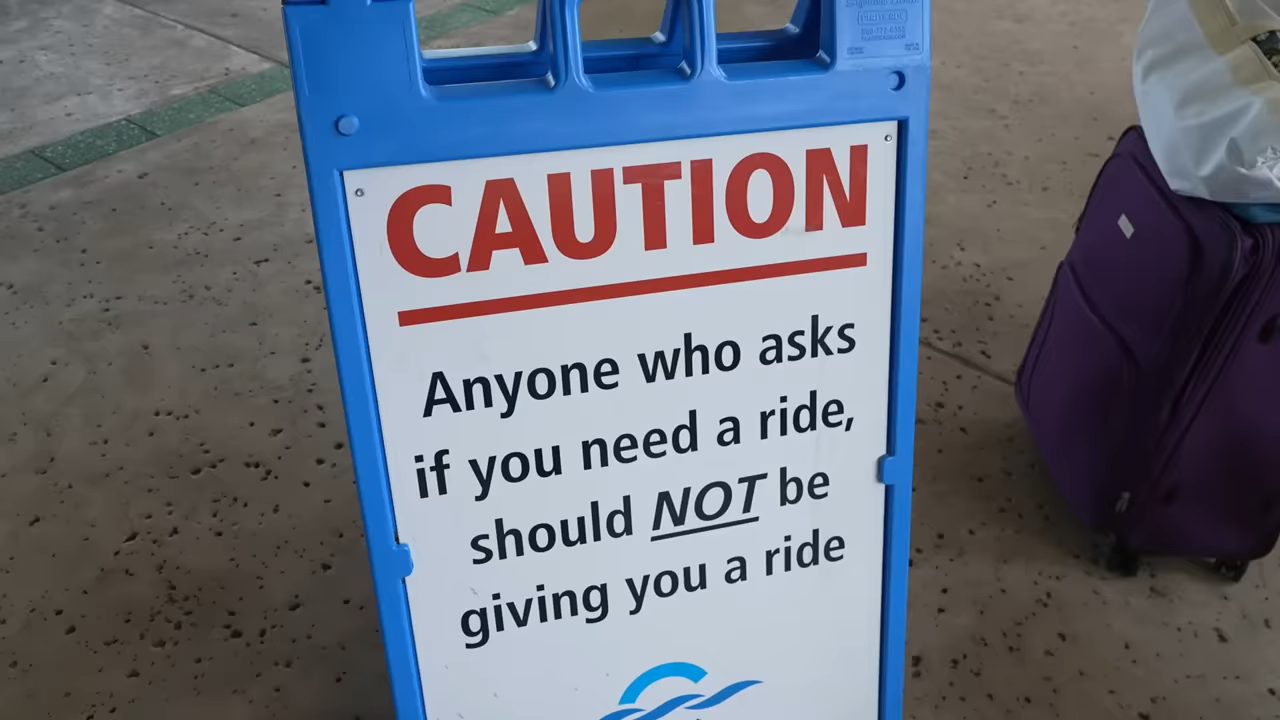 CAUTION
Anyone who asks
if you need a ride,
should NOT be
giving you a ride